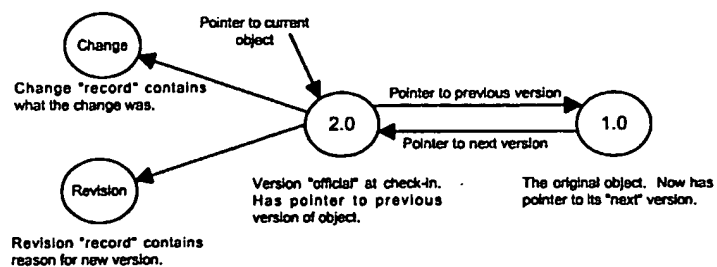 Pointer to current
object
Change
Change "record" contains
what the change was.
Pointer to previous version
2.0
1.0
Pointer to next version
Revision
Version "official" at check-in.
Has pointer to previous
version of object.
The original object. Now has
pointer to its "next" version.
Revision "record" contains
reason for new version.